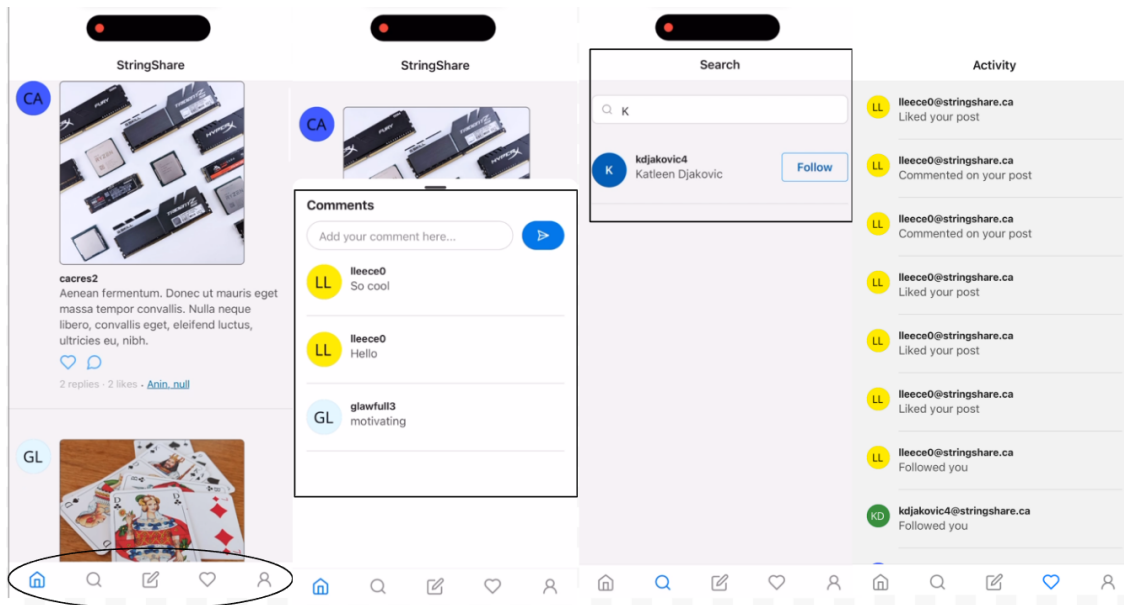 StringShare
CA
cacres2
Aenean fermentum. Donec ut mauris eget
massa tempor convallis. Nulla neque
libero, convallis eget, eleifend luctus,
ultricies eu, nibh.
2 replies · 2 likes · Anin, null
GL
StringShare
CA
Comments
Add your comment here...
LL
lleece0
So cool
LL
lleece0
Hello
GL
glawfull3
motivating
Search
K
K
kdjakovic4
Katleen Djakovic
Follow
Activity
LL
lleece0@stringshare.ca
Liked your post
LL
lleece0@stringshare.ca
Commented on your post
LL
lleece0@stringshare.ca
Commented on your post
LL
lleece0@stringshare.ca
Liked your post
LL
lleece0@stringshare.ca
Liked your post
LL
lleece0@stringshare.ca
Liked your post
LL
lleece0@stringshare.ca
Followed you
KD
kdjakovic4@stringshare.ca
Followed you